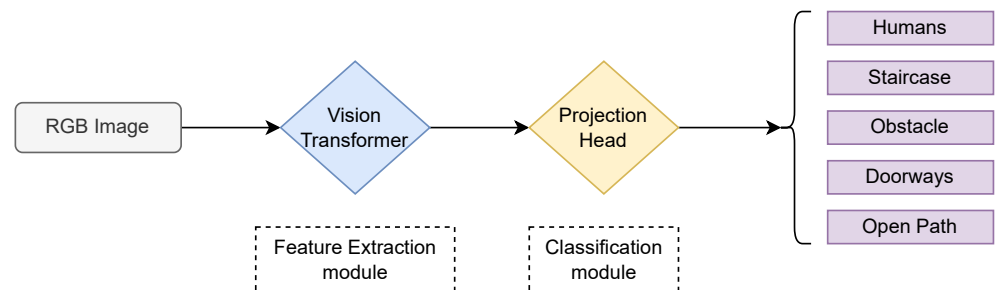 RGB Image
Vision
Transformer
Projection
Head
Humans
Staircase
Obstacle
Doorways
Open Path
Feature Extraction
module
Classification
module